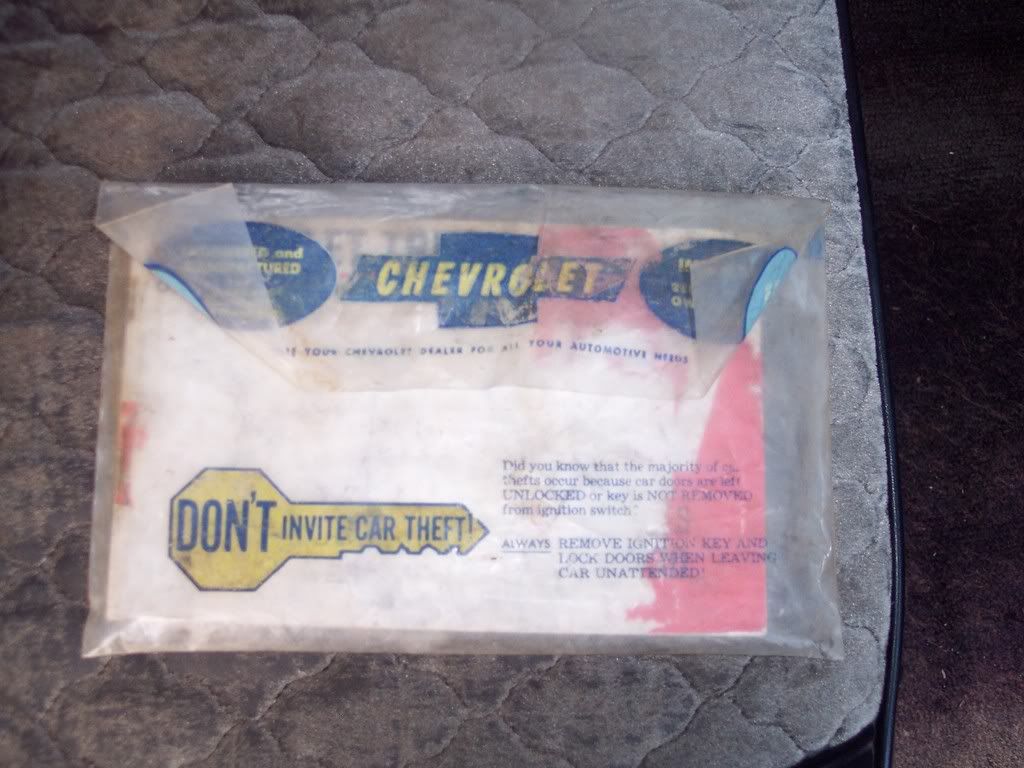 and
CHEVROLET
YOUR CHEVROLET DEALER FOR ALL YOUR AUTOMOTIVE NEEDS
DON'T INVITE CAR THEFT!
Did you know that the majority of
thefts occur because car doors are left
UNLOCKED or key is NOT REMOVED
from ignition switch?
ALWAYS REMOVE IGNITION KEY AND
LOCK DOORS WHEN LEAVING
CAR UNATTENDED!